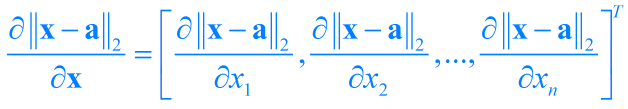 ∂‖x − a‖₂ / ∂x = [ ∂‖x − a‖₂ / ∂x₁ , ∂‖x − a‖₂ / ∂x₂ ,..., ∂‖x − a‖₂ / ∂xₙ ]ᵀ